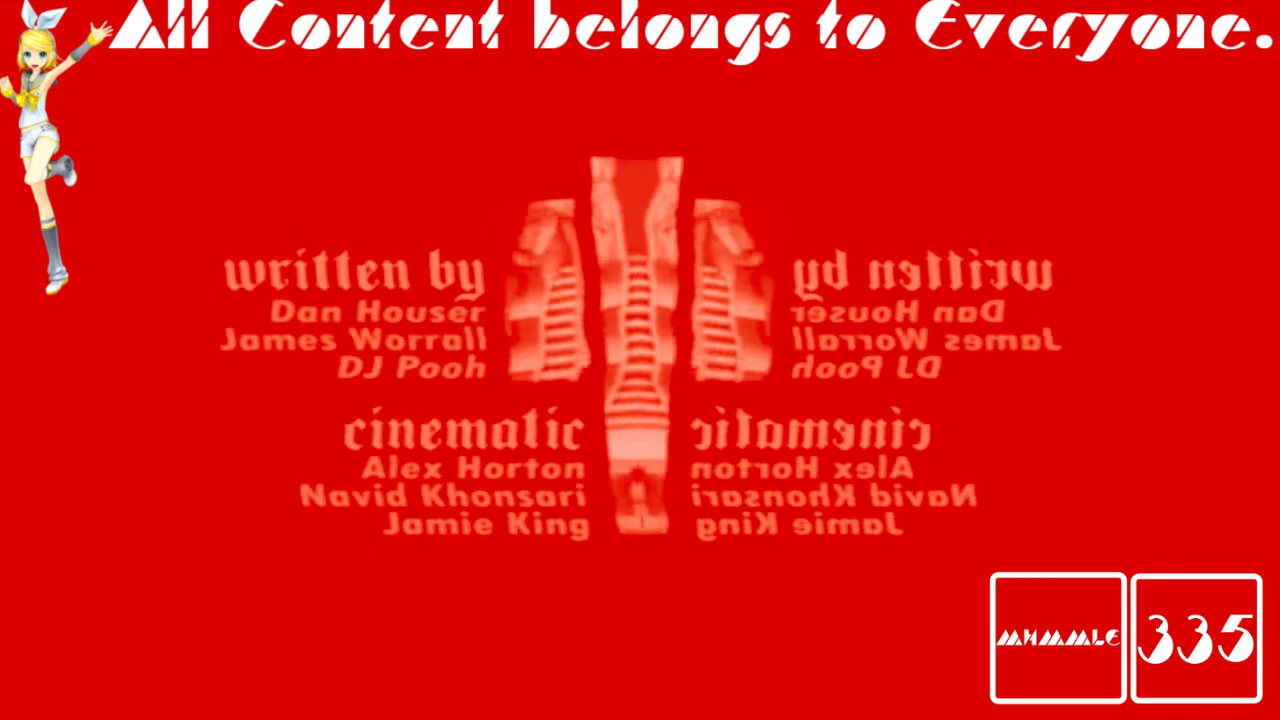 All Content belongs to Everyone.
written by
Dan Houser
James Worrall
DJ Pooh
cinematic
Alex Horton
Navid Khonsari
Jamie King
written by
Dan Houser
James Worrall
DJ Pooh
cinematic
Alex Horton
Navid Khonsari
Jamie King
MHMMLE
335